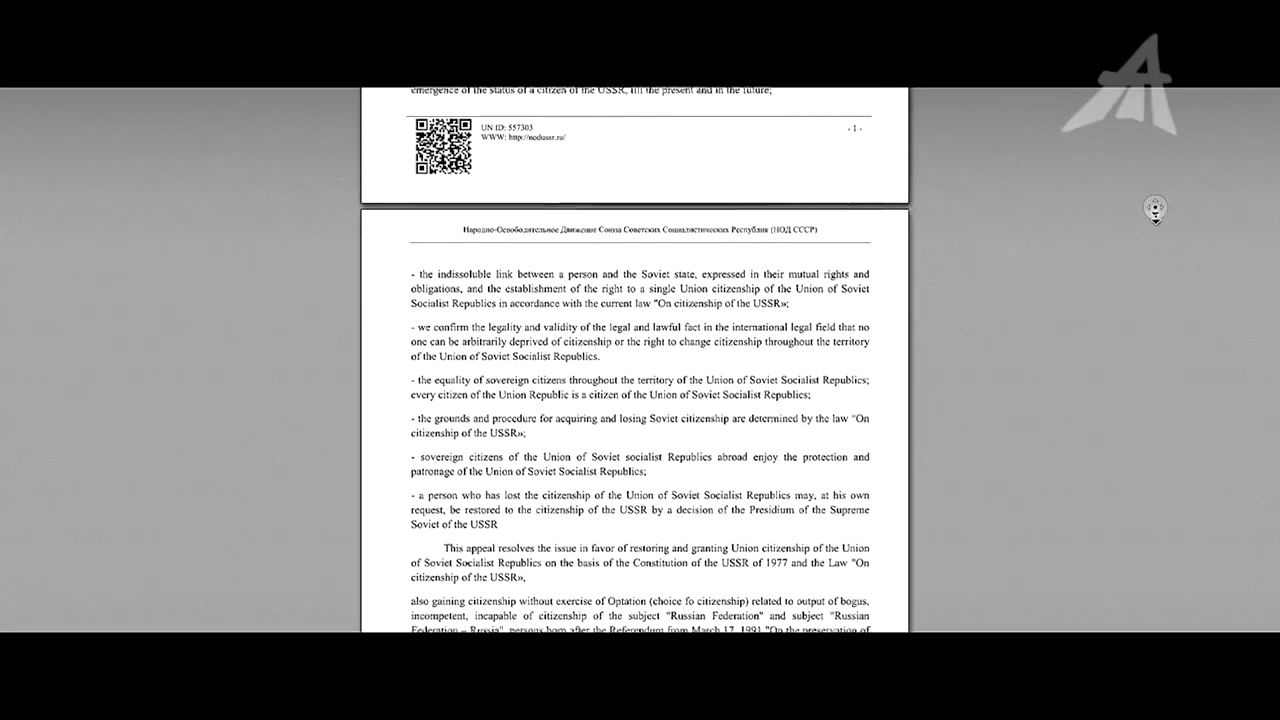 emergence of the status of a citizen of the USSR, till the present and in the future;
UN ID: 557303
WWW: http://nodussr.ru/
- 1 -
Народно-Освободительное Движение Союза Советских Социалистических Республик (НОД СССР)
- the indissoluble link between a person and the Soviet state, expressed in their mutual rights and
obligations, and the establishment of the right to a single Union citizenship of the Union of Soviet
Socialist Republics in accordance with the current law "On citizenship of the USSR»;
- we confirm the legality and validity of the legal and lawful fact in the international legal field that no
one can be arbitrarily deprived of citizenship or the right to change citizenship throughout the territory
of the Union of Soviet Socialist Republics.
- the equality of sovereign citizens throughout the territory of the Union of Soviet Socialist Republics;
every citizen of the Union Republic is a citizen of the Union of Soviet Socialist Republics;
- the grounds and procedure for acquiring and losing Soviet citizenship are determined by the law "On
citizenship of the USSR»;
- sovereign citizens of the Union of Soviet socialist Republics abroad enjoy the protection and
patronage of the Union of Soviet Socialist Republics;
- a person who has lost the citizenship of the Union of Soviet Socialist Republics may, at his own
request, be restored to the citizenship of the USSR by a decision of the Presidium of the Supreme
Soviet of the USSR
This appeal resolves the issue in favor of restoring and granting Union citizenship of the Union
of Soviet Socialist Republics on the basis of the Constitution of the USSR of 1977 and the Law "On
citizenship of the USSR»,
also gaining citizenship without exercise of Optation (choice fo citizenship) related to output of bogus,
incompetent, incapable of citizenship of the subject "Russian Federation" and subject "Russian
Federation – Russia", persons born after the Referendum from March 17, 1991 "On the preservation of